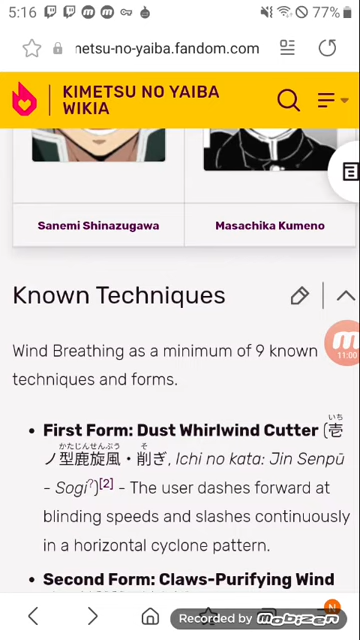 5:16
77%
netsu-no-yaiba.fandom.com
KIMETSU NO YAIBA
WIKIA
Sanemi Shinazugawa
Masachika Kumeno
Known Techniques
11:00
Wind Breathing as a minimum of 9 known
techniques and forms.
• First Form: Dust Whirlwind Cutter (壱
ノ型鹿旋風・削ぎ, Ichi no kata: Jin Senpū
- Sogi?)[2] - The user dashes forward at
blinding speeds and slashes continuously
in a horizontal cyclone pattern.
• Second Form: Claws-Purifying Wind
N
Recorded by Mobizen